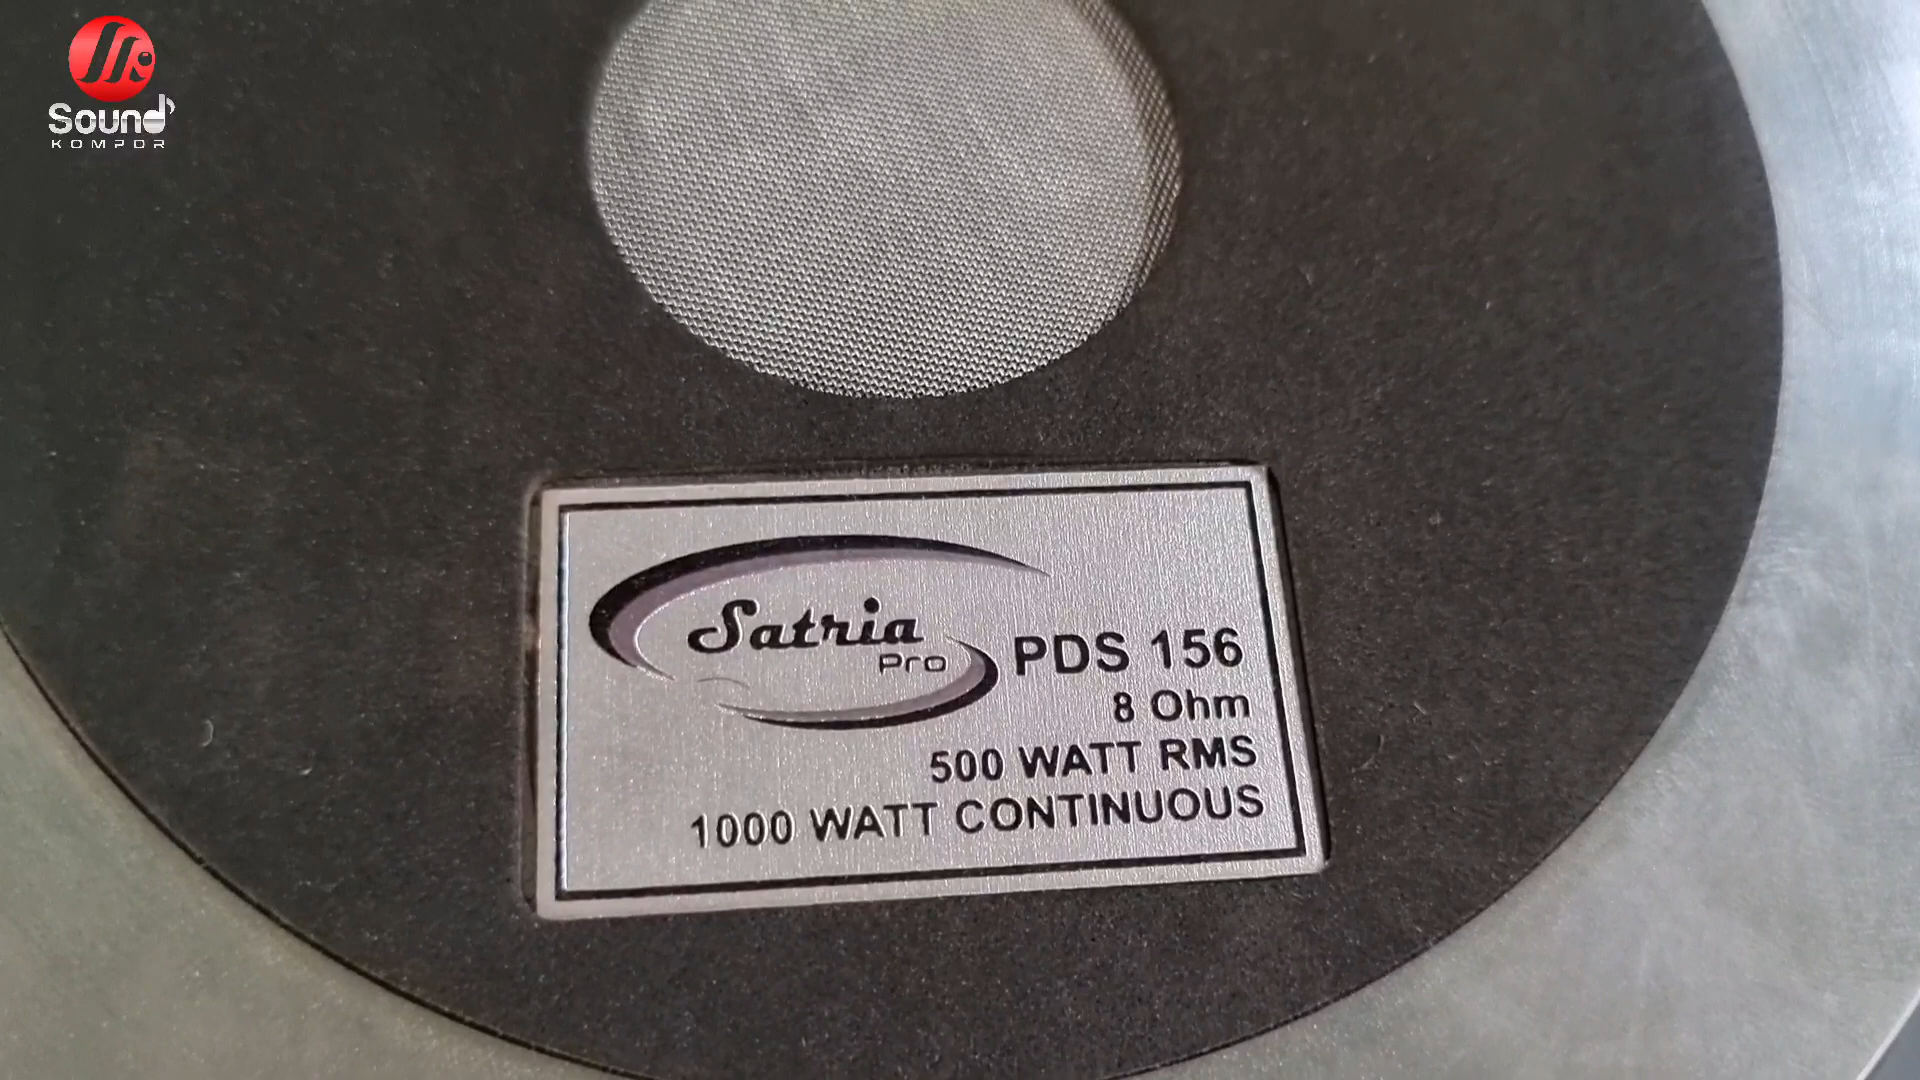 Sound
KOMPOR
Satria
Pro
PDS 156
8 Ohm
500 WATT RMS
1000 WATT CONTINUOUS